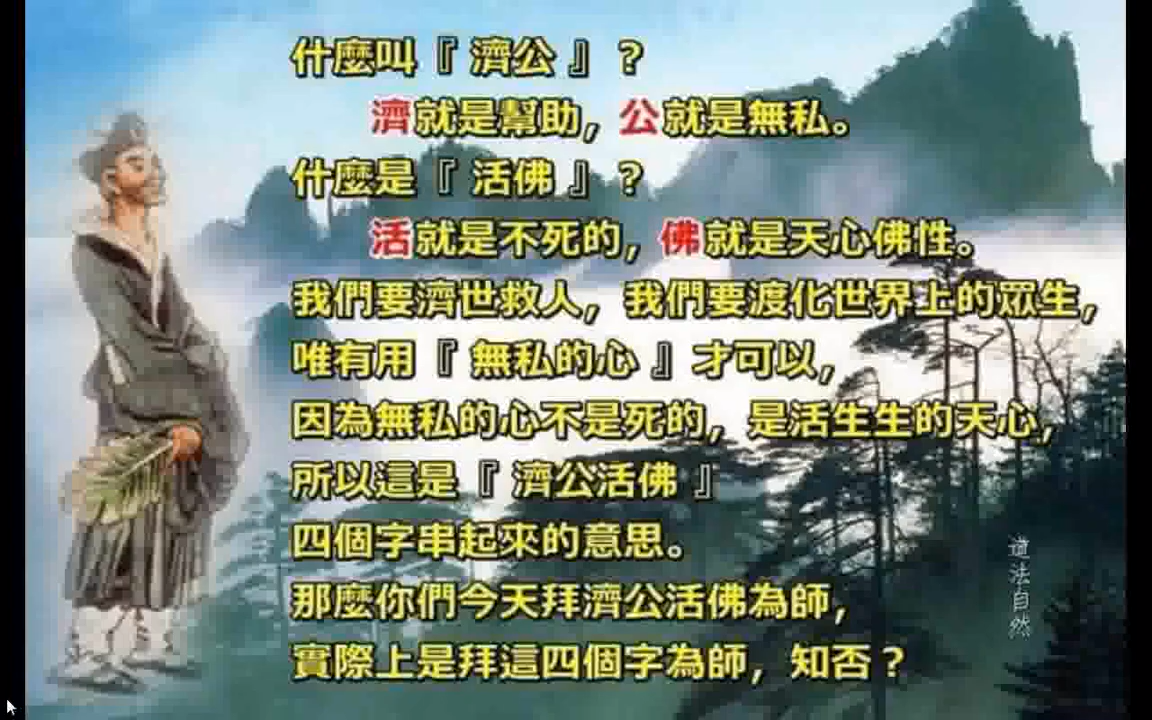 什麼叫『濟公』？
濟就是幫助，公就是無私。
什麼是『活佛』？
活就是不死的，佛就是天心佛性。
我們要濟世救人，我們要渡化世界上的眾生，
唯有用『無私的心』才可以，
因為無私的心不是死的，是活生生的天心，
所以這是『濟公活佛』
四個字串起來的意思。
那麼你們今天拜濟公活佛為師，
實際上是拜這四個字為師，知否？
道法自然